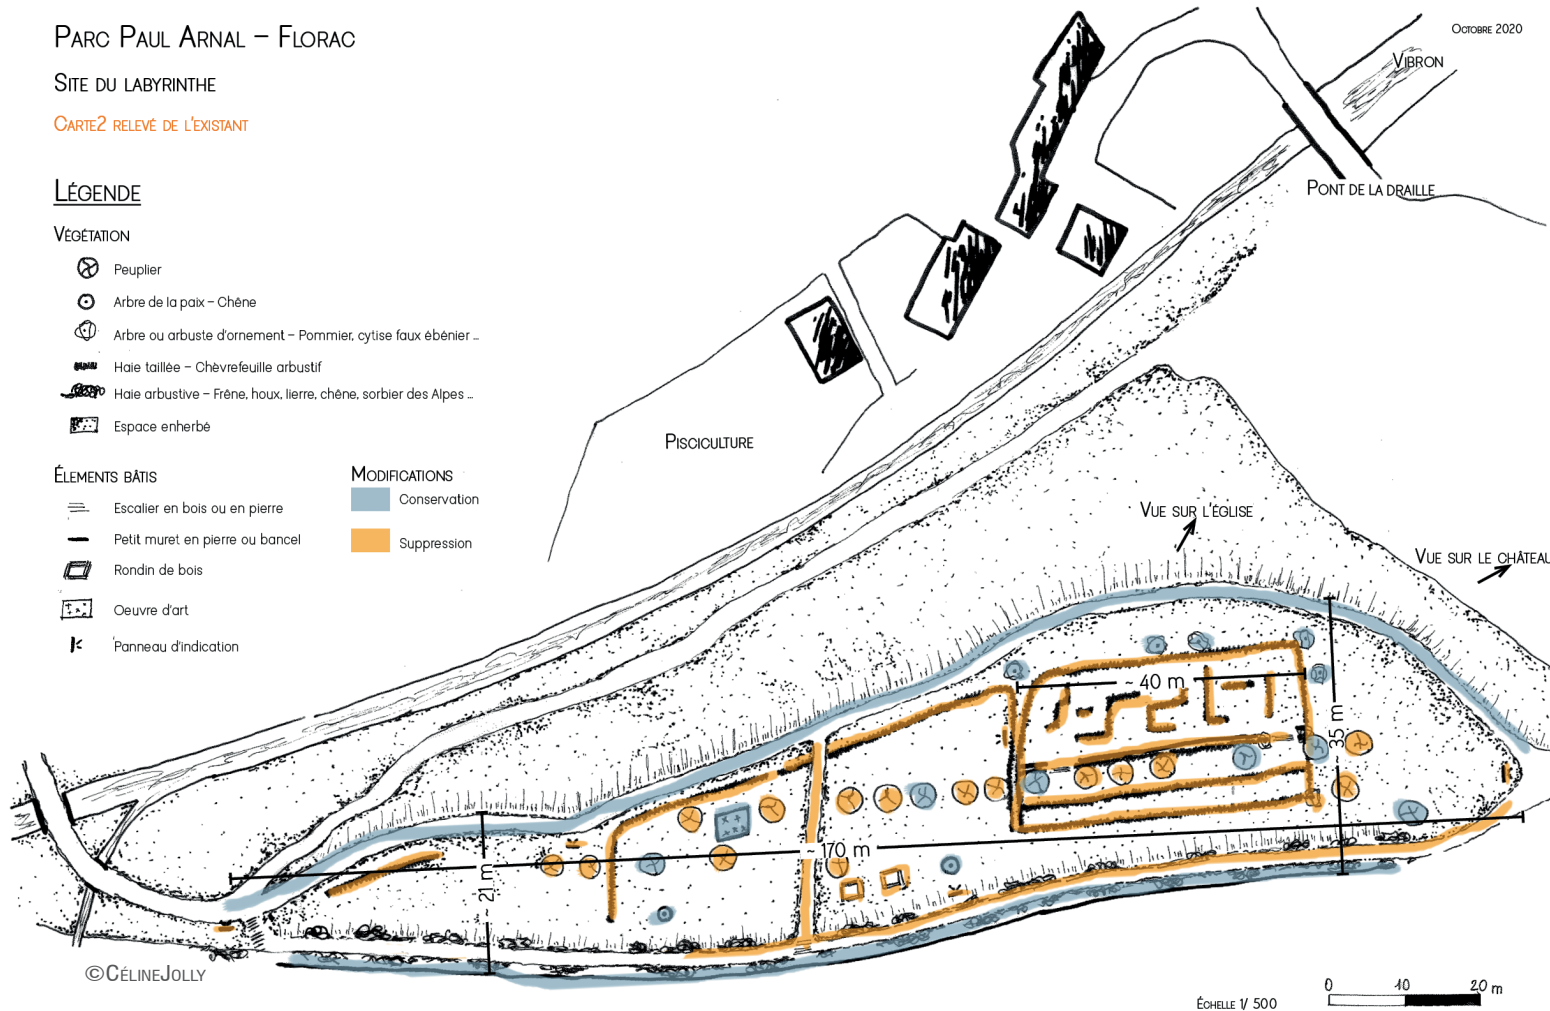 Parc Paul Arnal – Florac
Site du labyrinthe
Carte2 relevé de l'existant
Octobre 2020
Vibron
Pont de la draille
Légende
Végétation
Peuplier
Arbre de la paix – Chêne
Arbre ou arbuste d'ornement – Pommier, cytise faux ébénier ...
Haie taillée – Chèvrefeuille arbustif
Haie arbustive – Frêne, houx, lierre, chêne, sorbier des Alpes ...
Espace enherbé
Élements bâtis
Escalier en bois ou en pierre
Petit muret en pierre ou bancel
Rondin de bois
Oeuvre d'art
Panneau d'indication
Modifications
Conservation
Suppression
Pisciculture
Vue sur l'église
Vue sur le château
~ 40 m
35 m
~ 170 m
~ 21 m
©CélineJolly
Échelle 1/ 500
0 10 20 m